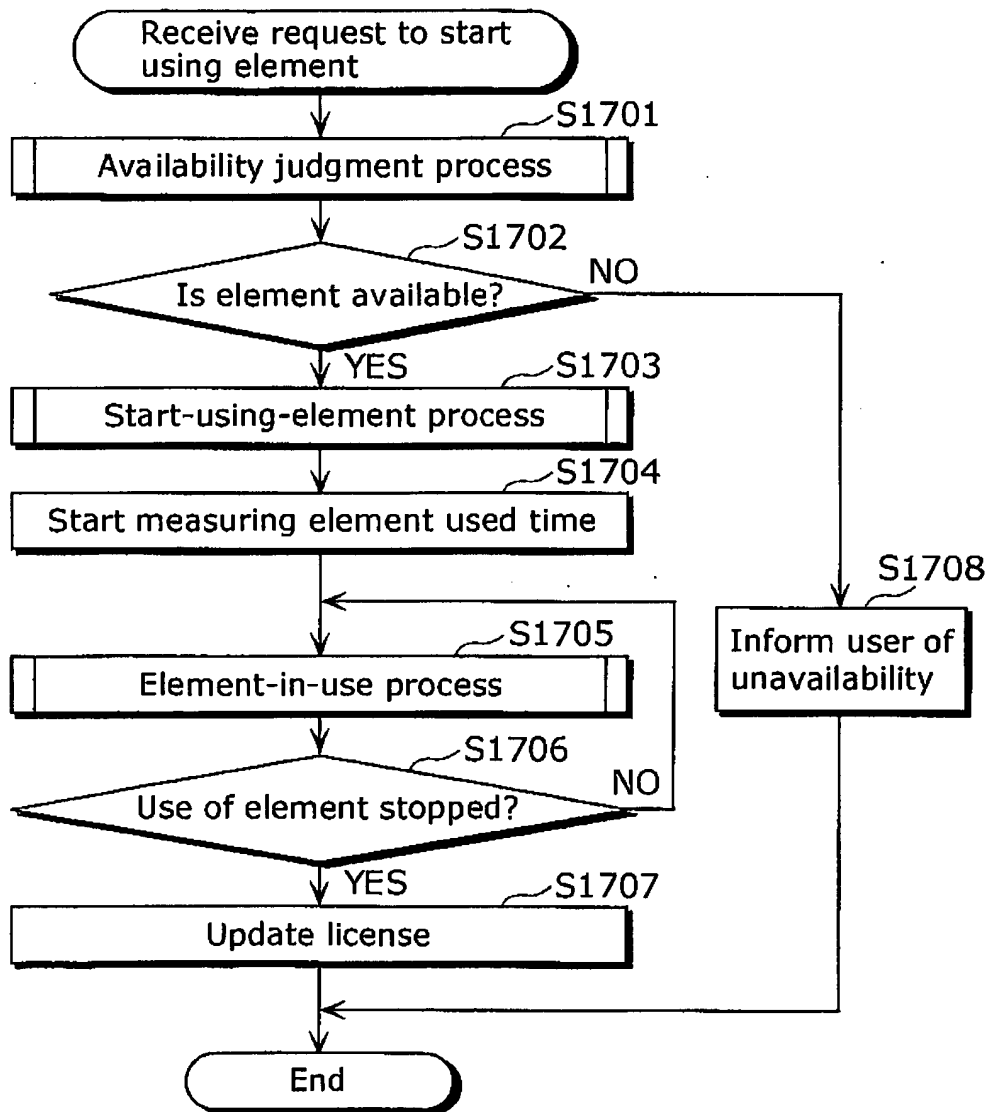 Receive request to start
using element
S1701
Availability judgment process
S1702
Is element available?
NO
YES
S1703
Start-using-element process
S1704
Start measuring element used time
S1708
Inform user of
unavailability
S1705
Element-in-use process
S1706
Use of element stopped?
NO
YES
S1707
Update license
End